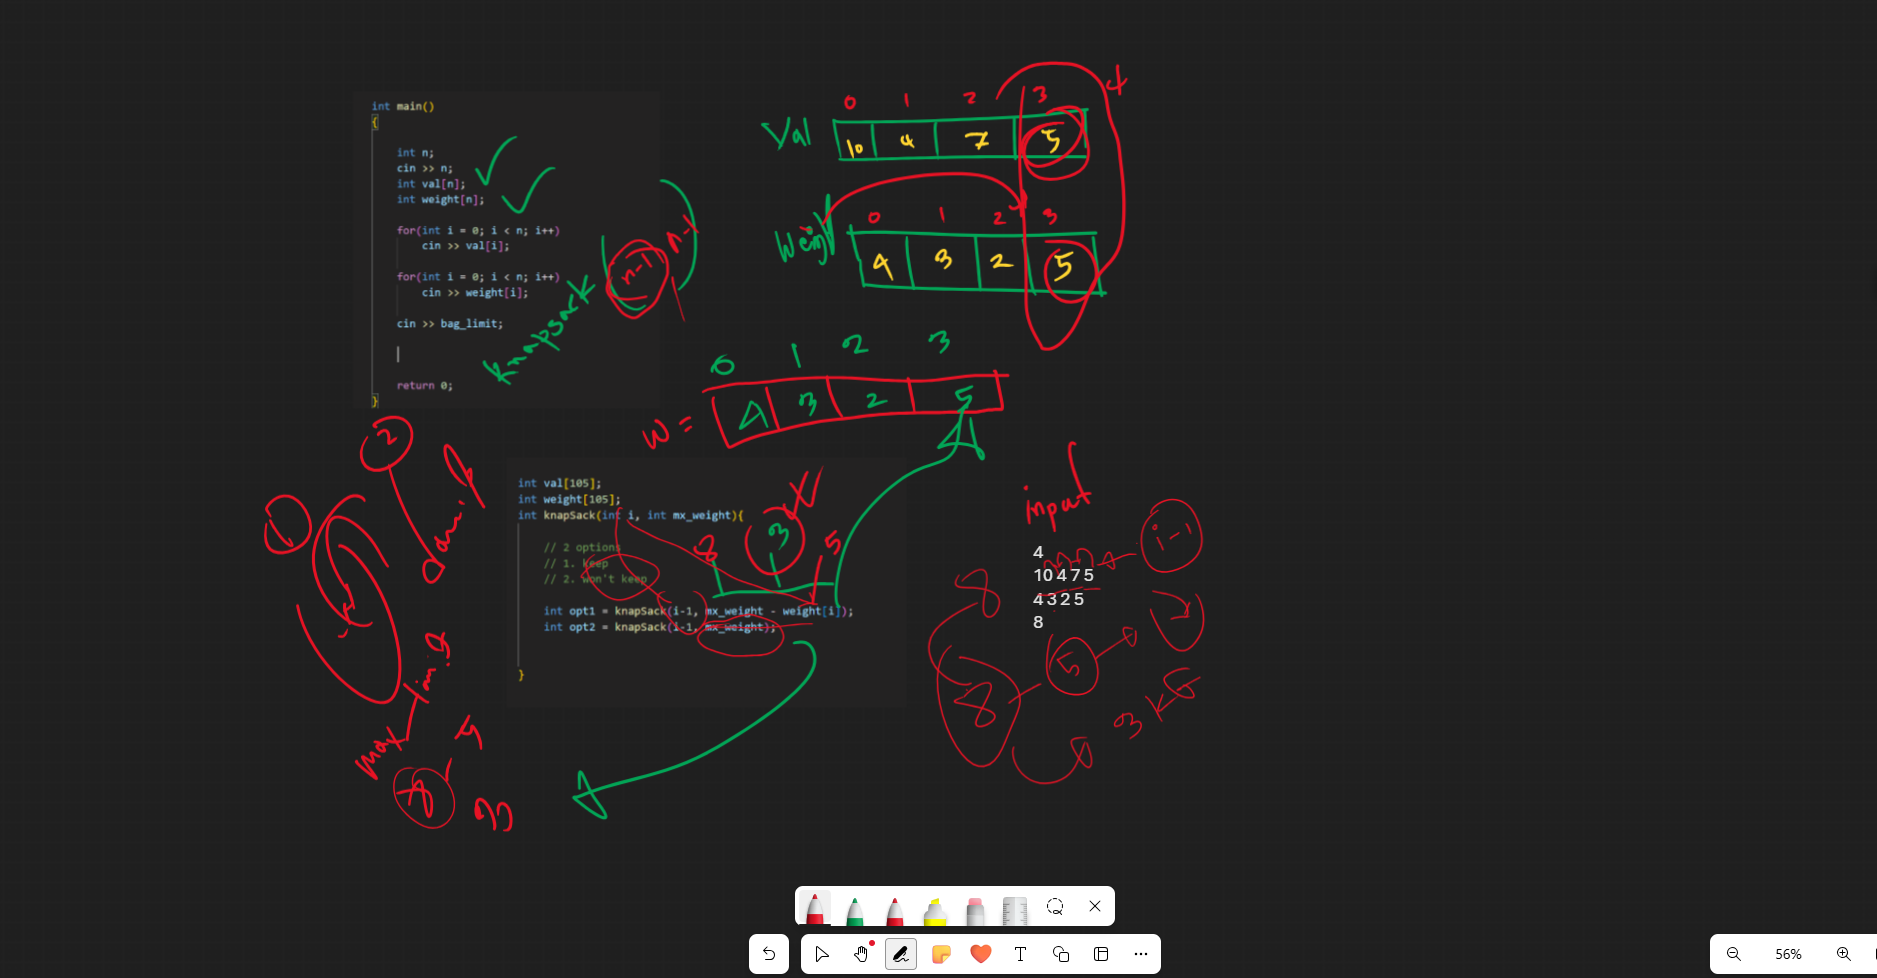 int main()
{
int n;
cin >> n;
int val[n];
int weight[n];
for(int i = 0; i < n; i++)
cin >> val[i];
for(int i = 0; i < n; i++)
cin >> weight[i];
cin >> bag_limit;
return 0;
}
Knapsack
n-1
n-1
0 1 2 3 4
Val 10 4 7 5
0 1 2 3
Weight 4 3 2 5
0 1 2 3
W = 4 3 2 5
2
1
int val[105];
int weight[105];
int knapSack(int i, int mx_weight){
// 2 options
// 1. keep
// 2. won't keep
8 3 5
int opt1 = knapSack(i-1, mx_weight - weight[i]);
int opt2 = knapSack(i-1, mx_weight);
}
max limit
input
4
10 4 7 5
4 3 2 5
8
i-1
8
5
8
3 kg
56%